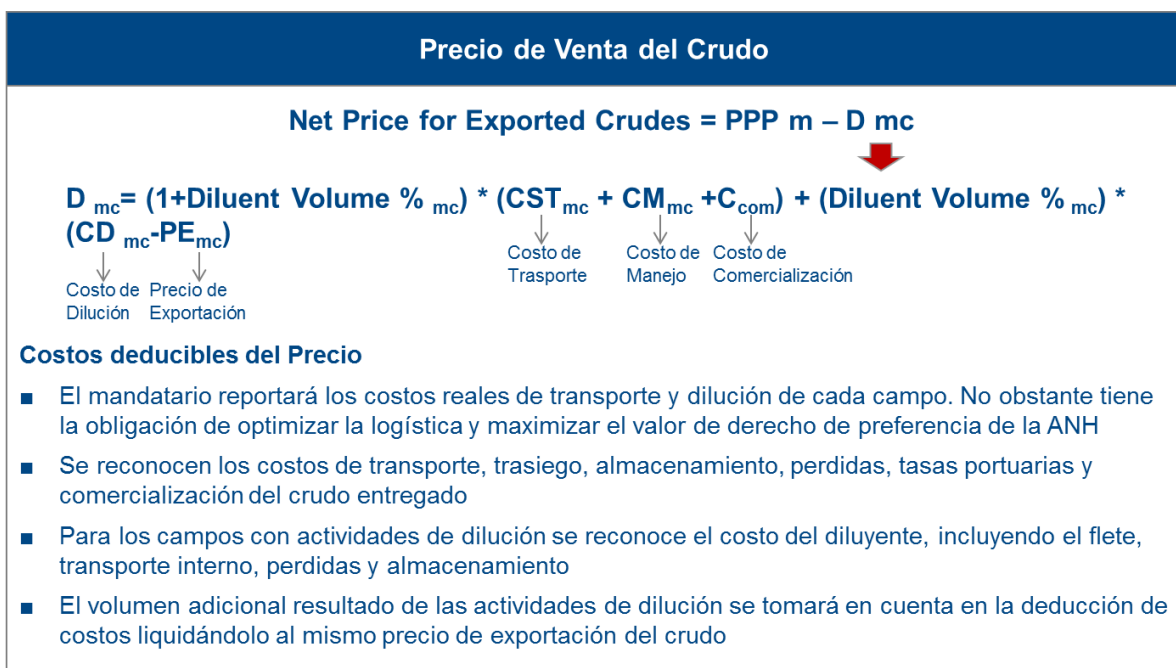 Precio de Venta del Crudo
Net Price for Exported Crudes = PPP m – D mc
D mc= (1+Diluent Volume % mc) * (CSTmc + CMmc +Ccom) + (Diluent Volume % mc) *
(CD mc-PEmc)
Costo de Trasporte
Costo de Manejo
Costo de Comercialización
Costo de Dilución
Precio de Exportación
Costos deducibles del Precio
■ El mandatario reportará los costos reales de transporte y dilución de cada campo. No obstante tiene
la obligación de optimizar la logística y maximizar el valor de derecho de preferencia de la ANH
■ Se reconocen los costos de transporte, trasiego, almacenamiento, perdidas, tasas portuarias y
comercialización del crudo entregado
■ Para los campos con actividades de dilución se reconoce el costo del diluyente, incluyendo el flete,
transporte interno, perdidas y almacenamiento
■ El volumen adicional resultado de las actividades de dilución se tomará en cuenta en la deducción de
costos liquidándolo al mismo precio de exportación del crudo